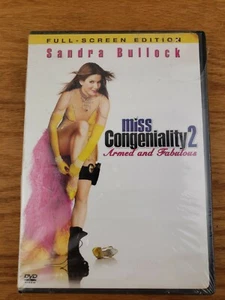 FULL-SCREEN EDITION
Sandra Bullock
miss
Congeniality 2
Armed and Fabulous
DVD